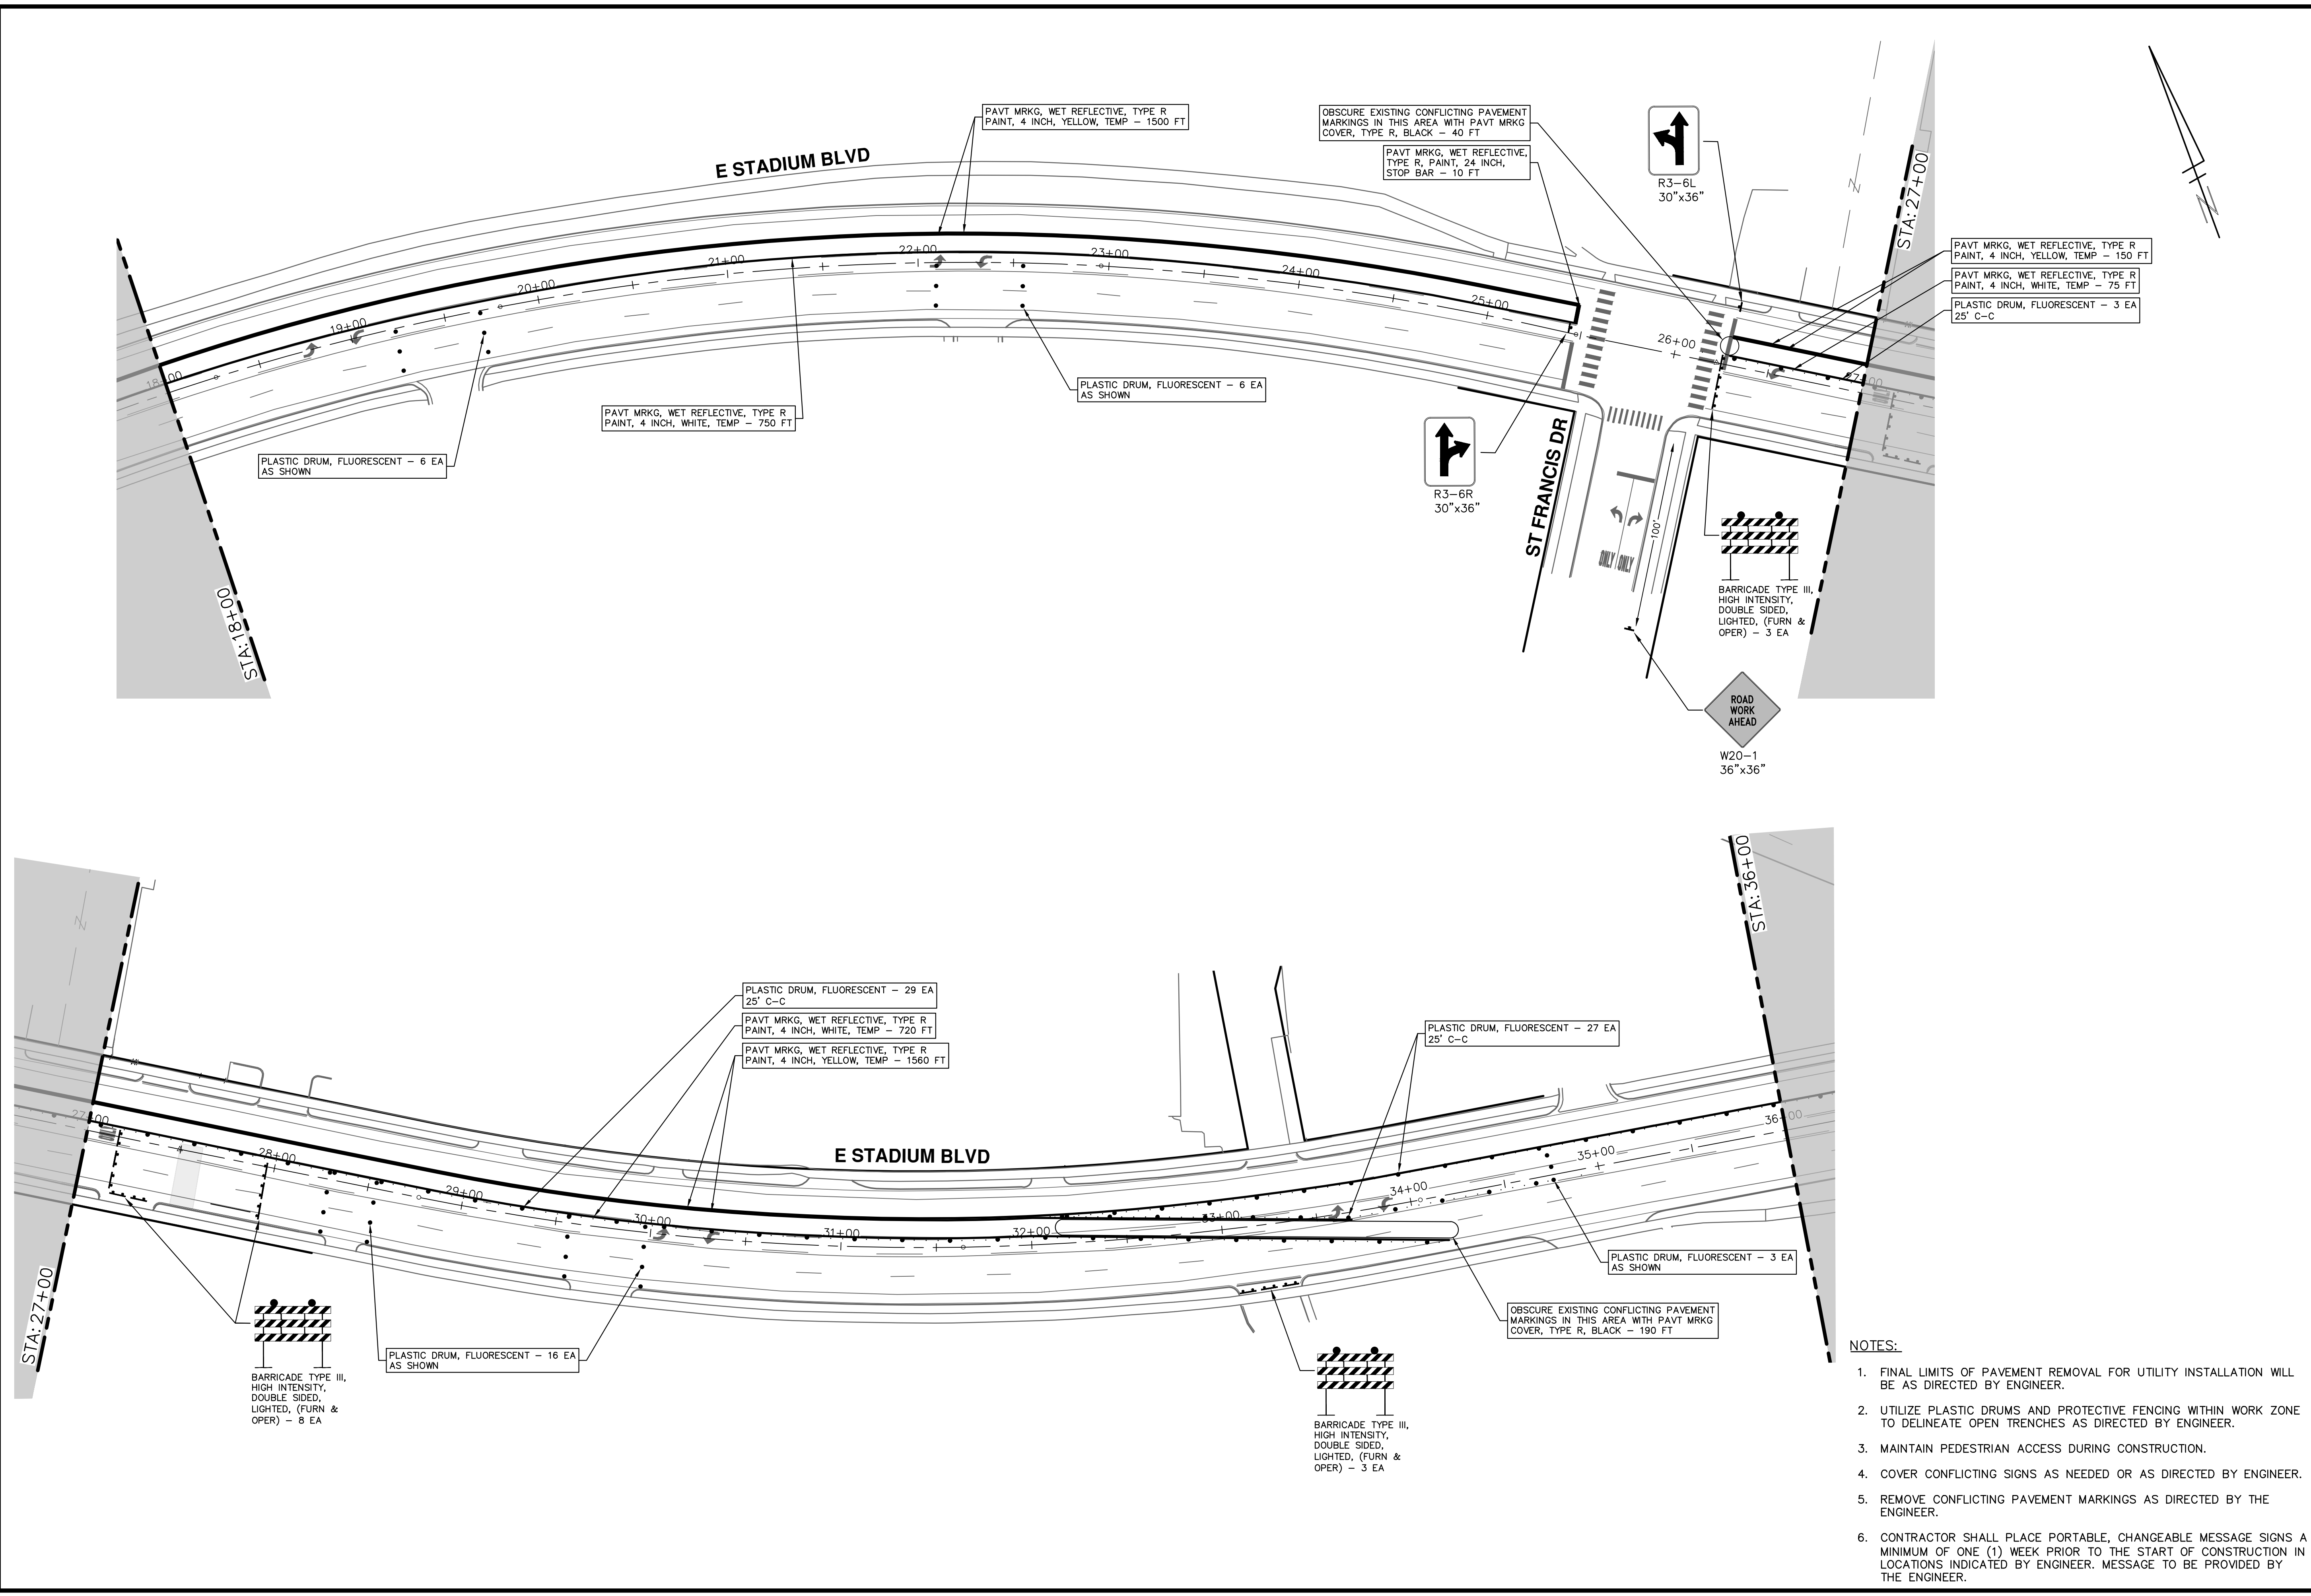 PAVT MRKG, WET REFLECTIVE, TYPE R
PAINT, 4 INCH, YELLOW, TEMP – 1500 FT
OBSCURE EXISTING CONFLICTING PAVEMENT
MARKINGS IN THIS AREA WITH PAVT MRKG
COVER, TYPE R, BLACK – 40 FT
PAVT MRKG, WET REFLECTIVE,
TYPE R, PAINT, 24 INCH,
STOP BAR – 10 FT
R3–6L
30"x36"
E STADIUM BLVD
STA: 27+00
N
N
PAVT MRKG, WET REFLECTIVE, TYPE R
PAINT, 4 INCH, YELLOW, TEMP – 150 FT
PAVT MRKG, WET REFLECTIVE, TYPE R
PAINT, 4 INCH, WHITE, TEMP – 75 FT
PLASTIC DRUM, FLUORESCENT – 3 EA
25' C–C
18+00
19+00
20+00
21+00
22+00
23+00
24+00
25+00
26+00
27+00
PLASTIC DRUM, FLUORESCENT – 6 EA
AS SHOWN
PAVT MRKG, WET REFLECTIVE, TYPE R
PAINT, 4 INCH, WHITE, TEMP – 750 FT
PLASTIC DRUM, FLUORESCENT – 6 EA
AS SHOWN
R3–6R
30"x36"
ST FRANCIS DR
ONLY
ONLY
100'
BARRICADE TYPE III,
HIGH INTENSITY,
DOUBLE SIDED,
LIGHTED, (FURN &
OPER) – 3 EA
STA: 18+00
ROAD
WORK
AHEAD
W20–1
36"x36"
STA: 36+00
N
PLASTIC DRUM, FLUORESCENT – 29 EA
25' C–C
PAVT MRKG, WET REFLECTIVE, TYPE R
PAINT, 4 INCH, WHITE, TEMP – 720 FT
PAVT MRKG, WET REFLECTIVE, TYPE R
PAINT, 4 INCH, YELLOW, TEMP – 1560 FT
PLASTIC DRUM, FLUORESCENT – 27 EA
25' C–C
E STADIUM BLVD
27+00
28+00
29+00
30+00
31+00
32+00
33+00
34+00
35+00
36+00
PLASTIC DRUM, FLUORESCENT – 3 EA
AS SHOWN
OBSCURE EXISTING CONFLICTING PAVEMENT
MARKINGS IN THIS AREA WITH PAVT MRKG
COVER, TYPE R, BLACK – 190 FT
STA: 27+00
PLASTIC DRUM, FLUORESCENT – 16 EA
AS SHOWN
BARRICADE TYPE III,
HIGH INTENSITY,
DOUBLE SIDED,
LIGHTED, (FURN &
OPER) – 8 EA
BARRICADE TYPE III,
HIGH INTENSITY,
DOUBLE SIDED,
LIGHTED, (FURN &
OPER) – 3 EA
NOTES:
1. FINAL LIMITS OF PAVEMENT REMOVAL FOR UTILITY INSTALLATION WILL
BE AS DIRECTED BY ENGINEER.
2. UTILIZE PLASTIC DRUMS AND PROTECTIVE FENCING WITHIN WORK ZONE
TO DELINEATE OPEN TRENCHES AS DIRECTED BY ENGINEER.
3. MAINTAIN PEDESTRIAN ACCESS DURING CONSTRUCTION.
4. COVER CONFLICTING SIGNS AS NEEDED OR AS DIRECTED BY ENGINEER.
5. REMOVE CONFLICTING PAVEMENT MARKINGS AS DIRECTED BY THE
ENGINEER.
6. CONTRACTOR SHALL PLACE PORTABLE, CHANGEABLE MESSAGE SIGNS A
MINIMUM OF ONE (1) WEEK PRIOR TO THE START OF CONSTRUCTION IN
LOCATIONS INDICATED BY ENGINEER. MESSAGE TO BE PROVIDED BY
THE ENGINEER.